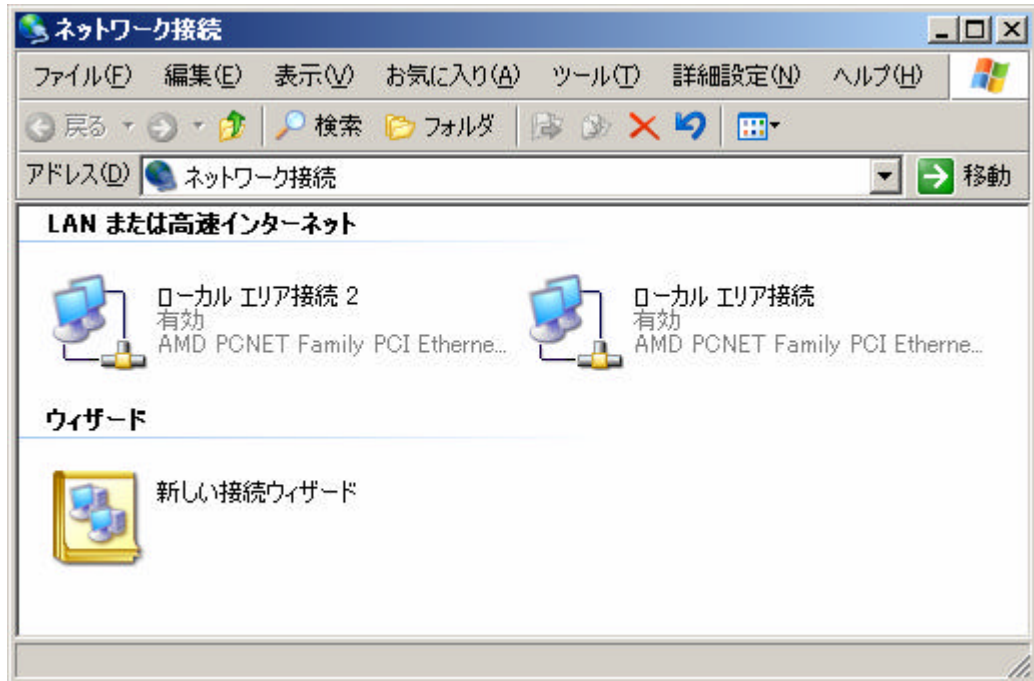 ネットワーク接続
ファイル(F) 編集(E) 表示(V) お気に入り(A) ツール(T) 詳細設定(N) ヘルプ(H)
戻る 検索 フォルダ
アドレス(D) ネットワーク接続 移動
LAN または高速インターネット
ローカル エリア接続 2
有効
AMD PCNET Family PCI Etherne...
ローカル エリア接続
有効
AMD PCNET Family PCI Etherne...
ウィザード
新しい接続ウィザード